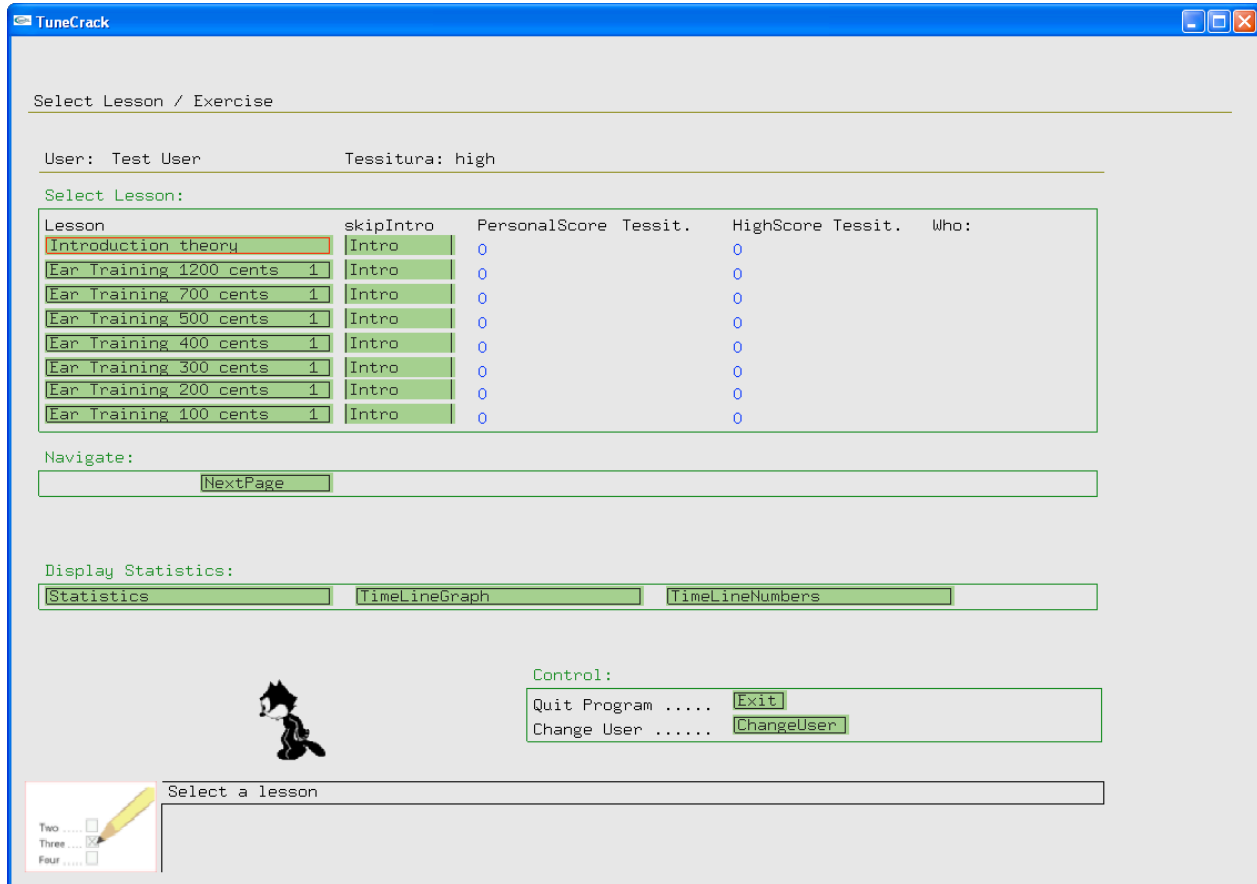 TuneCrack
Select Lesson / Exercise
User: Test User Tessitura: high
Select Lesson:
Lesson skipIntro PersonalScore Tessit. HighScore Tessit. Who:
Introduction theory Intro 0 0
Ear Training 1200 cents 1 Intro 0 0
Ear Training 700 cents 1 Intro 0 0
Ear Training 500 cents 1 Intro 0 0
Ear Training 400 cents 1 Intro 0 0
Ear Training 300 cents 1 Intro 0 0
Ear Training 200 cents 1 Intro 0 0
Ear Training 100 cents 1 Intro 0 0
Navigate:
NextPage
Display Statistics:
Statistics TimeLineGraph TimeLineNumbers
Control:
Quit Program ..... Exit
Change User ...... ChangeUser
Select a lesson
Two .....
Three ....
Four .....